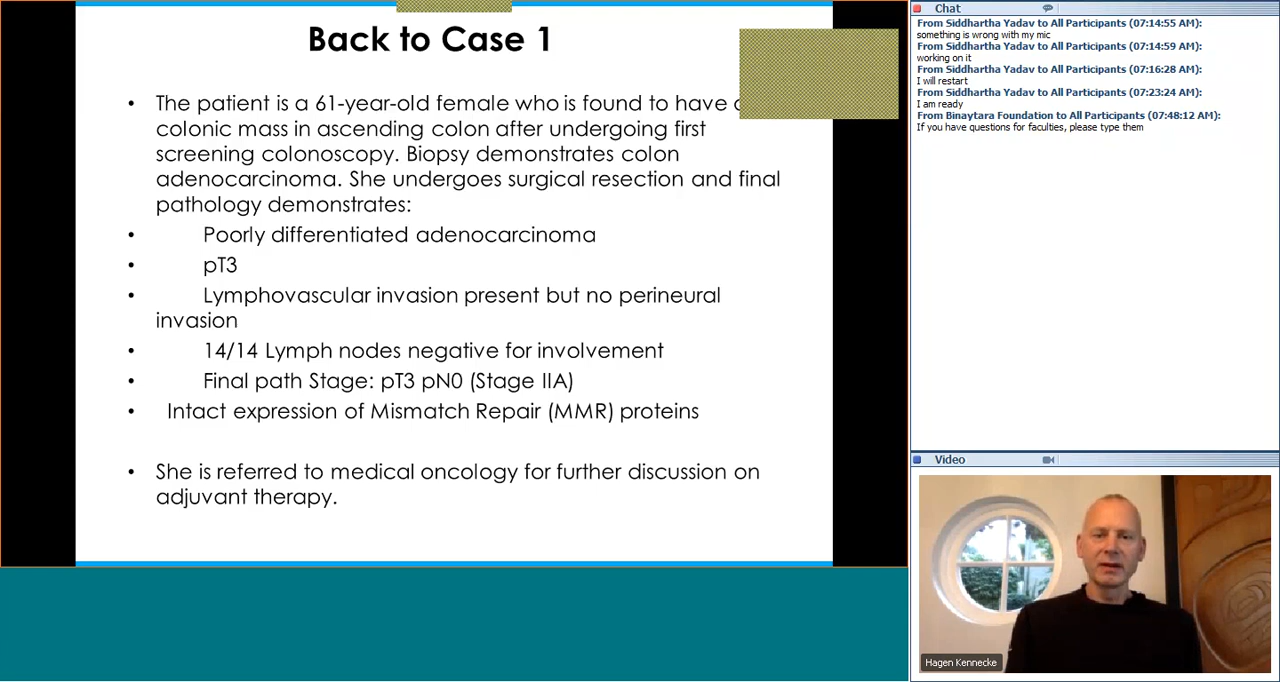 Back to Case 1
• The patient is a 61-year-old female who is found to have
colonic mass in ascending colon after undergoing first
screening colonoscopy. Biopsy demonstrates colon
adenocarcinoma. She undergoes surgical resection and final
pathology demonstrates:
• Poorly differentiated adenocarcinoma
• pT3
• Lymphovascular invasion present but no perineural
invasion
• 14/14 Lymph nodes negative for involvement
• Final path Stage: pT3 pN0 (Stage IIA)
• Intact expression of Mismatch Repair (MMR) proteins
• She is referred to medical oncology for further discussion on
adjuvant therapy.
Chat
From Siddhartha Yadav to All Participants (07:14:55 AM):
something is wrong with my mic
From Siddhartha Yadav to All Participants (07:14:59 AM):
working on it
From Siddhartha Yadav to All Participants (07:16:28 AM):
I will restart
From Siddhartha Yadav to All Participants (07:23:24 AM):
I am ready
From Binaytara Foundation to All Participants (07:48:12 AM):
If you have questions for faculties, please type them
Video
Hagen Kennecke